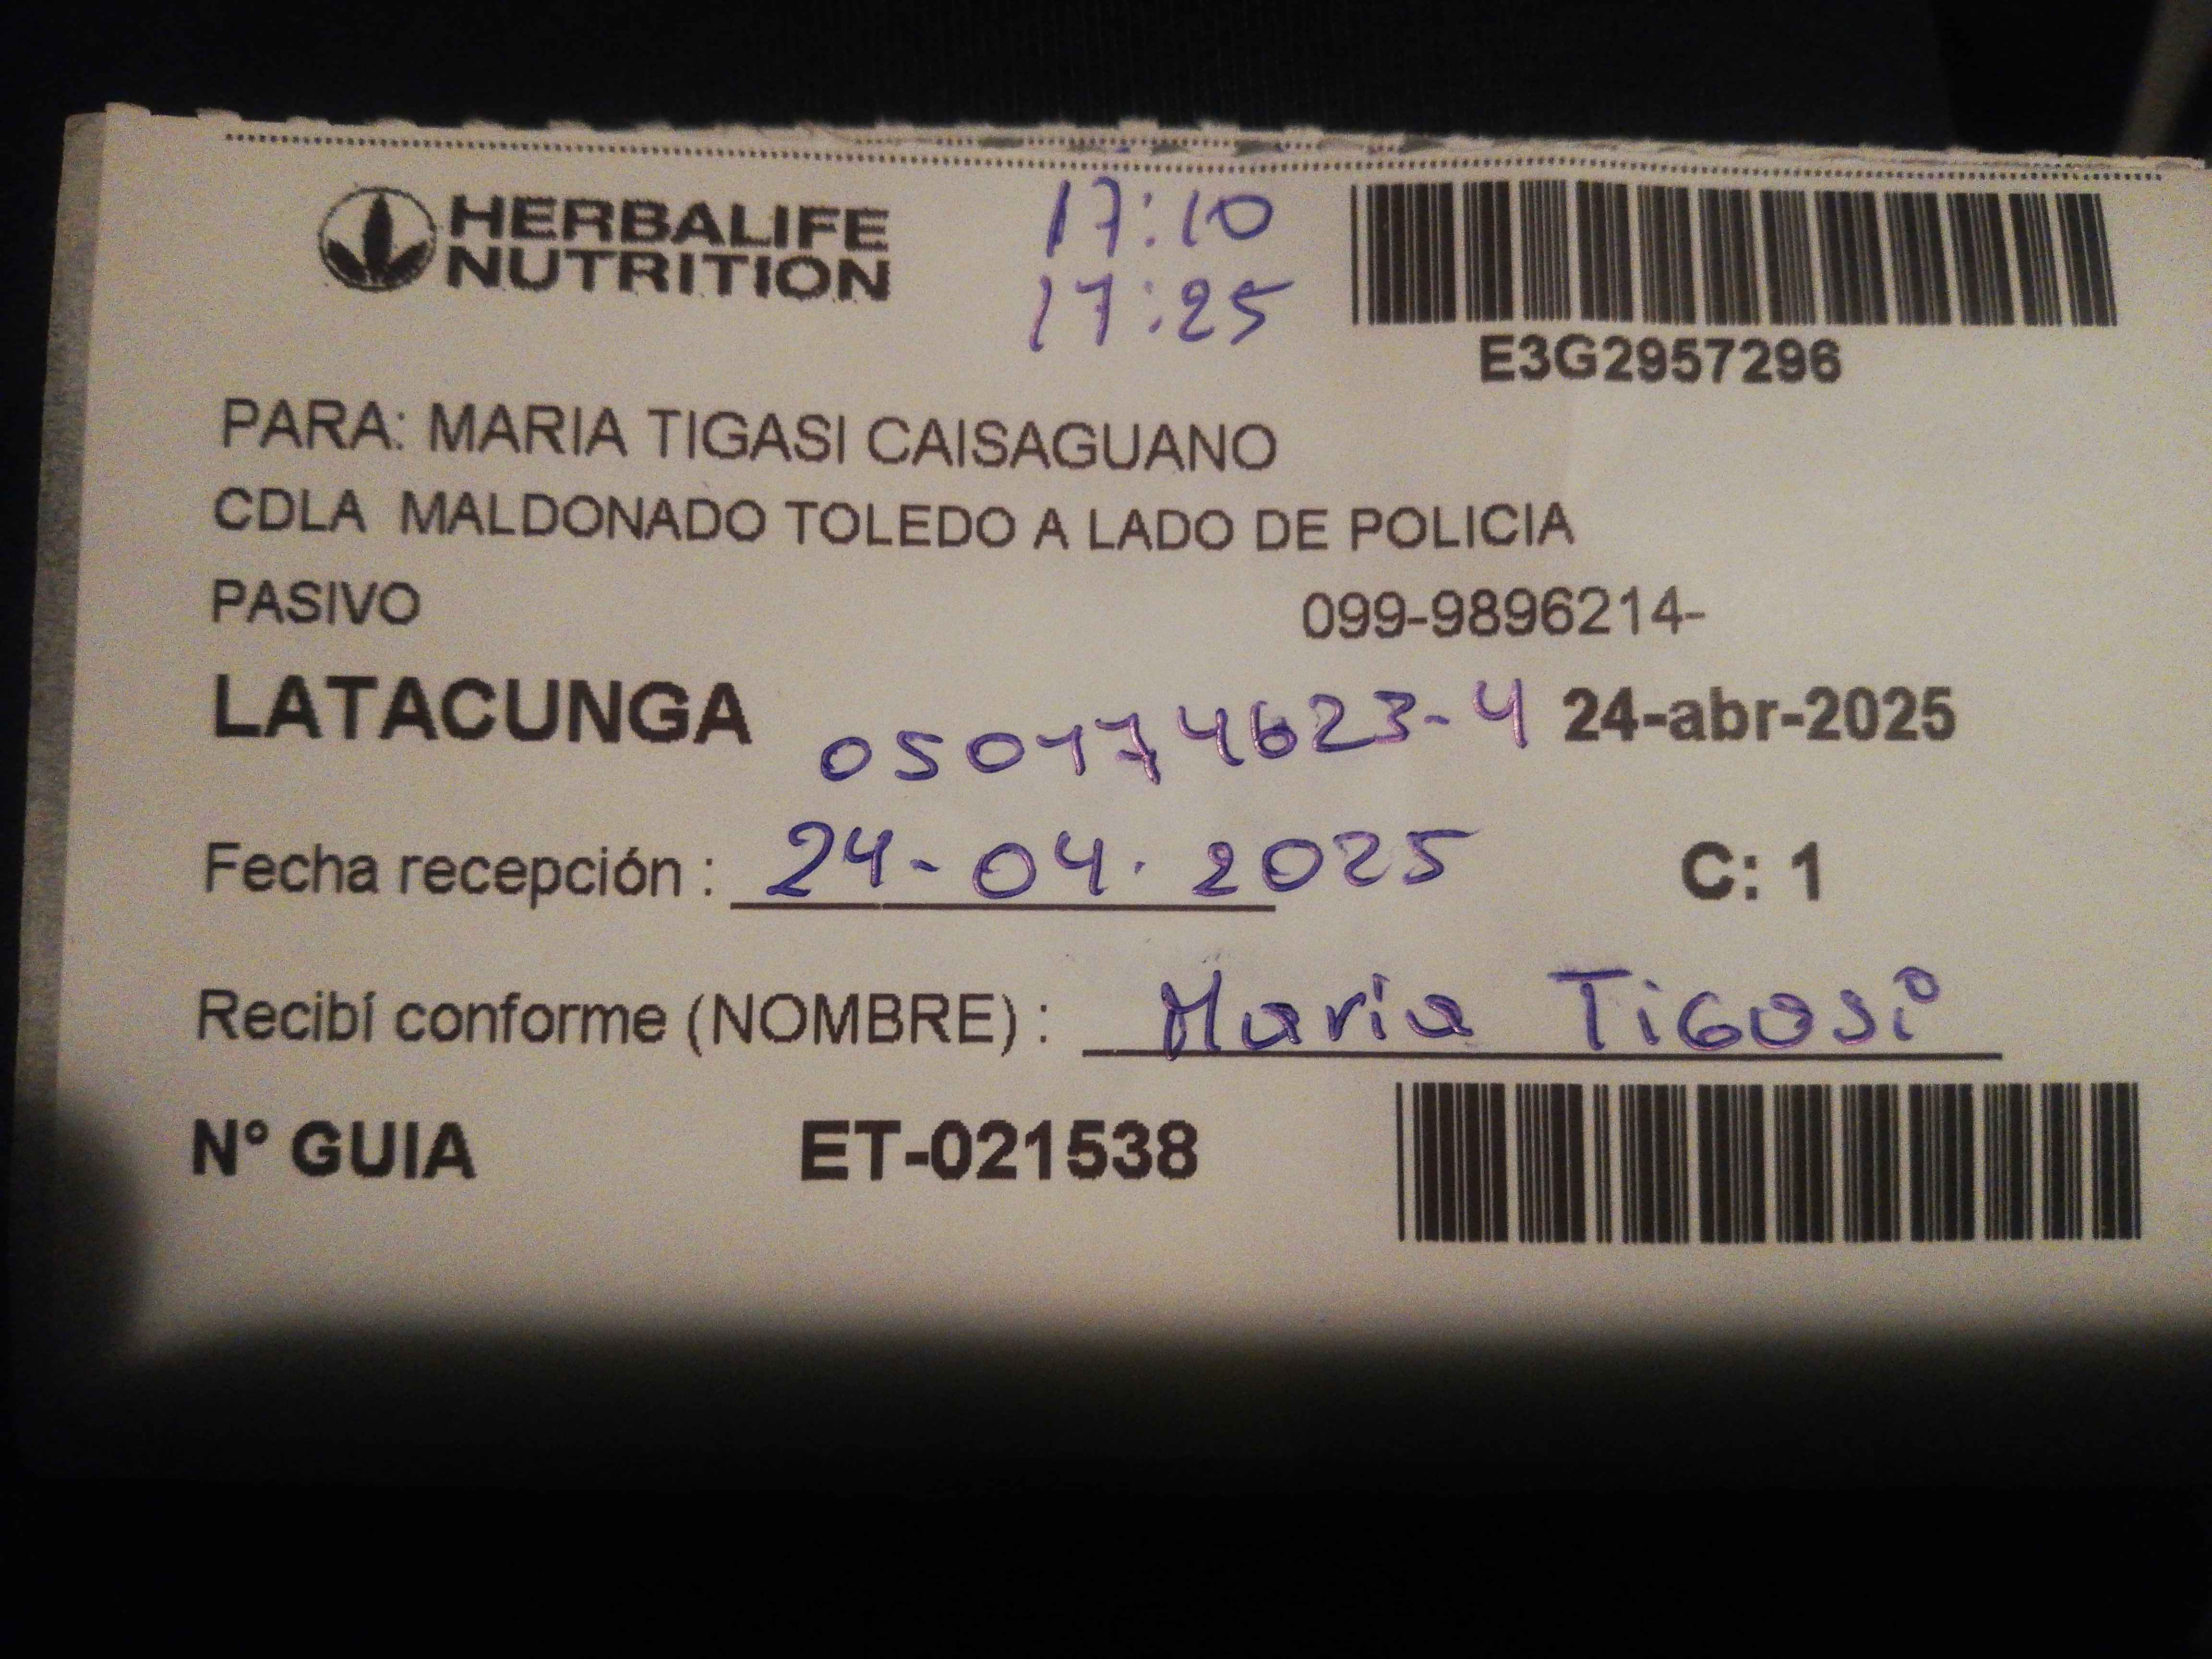 HERBALIFE
NUTRITION
17:10
17:25
E3G2957296
PARA: MARIA TIGASI CAISAGUANO
CDLA MALDONADO TOLEDO A LADO DE POLICIA
PASIVO 099-9896214-
LATACUNGA 050174623-4 24-abr-2025
Fecha recepción : 24-04.2025 C: 1
Recibí conforme (NOMBRE) : Maria Tigasi
N° GUIA ET-021538